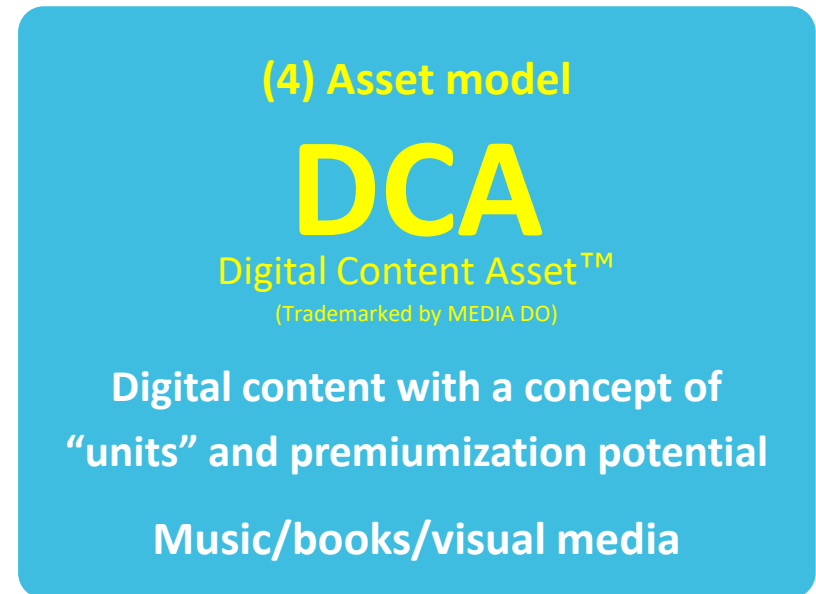 (4) Asset model
DCA
Digital Content Asset™
(Trademarked by MEDIA DO)
Digital content with a concept of
“units” and premiumization potential
Music/books/visual media